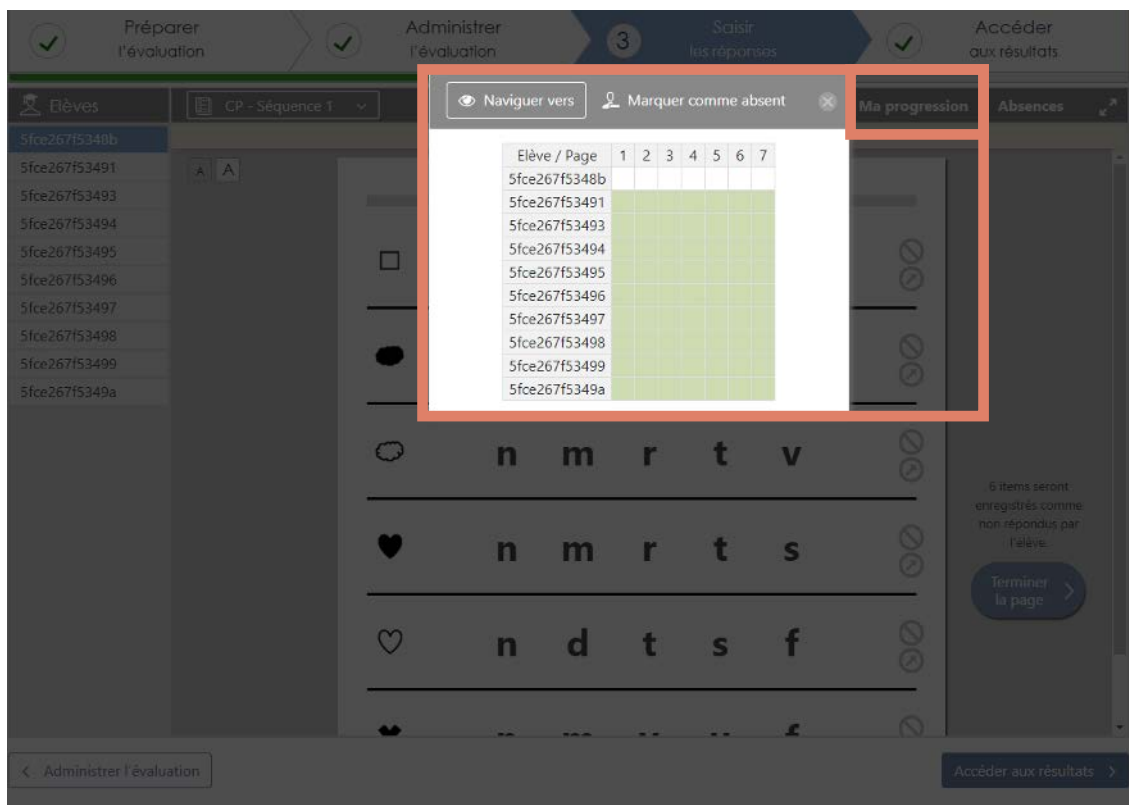 Préparer
l'évaluation
Administrer
l'évaluation
3
Saisir
les réponses
Accéder
aux résultats
Elèves
CP - Séquence 1
Naviguer vers
Marquer comme absent
Ma progression
Absences
5fce267f5348b
5fce267f53491
5fce267f53493
5fce267f53494
5fce267f53495
5fce267f53496
5fce267f53497
5fce267f53498
5fce267f53499
5fce267f5349a
A A
Elève / Page 1 2 3 4 5 6 7
5fce267f5348b
5fce267f53491
5fce267f53493
5fce267f53494
5fce267f53495
5fce267f53496
5fce267f53497
5fce267f53498
5fce267f53499
5fce267f5349a
n m r t v
n m r t s
n d t s f
6 items seront
enregistrés comme
non répondus par
l'élève.
Terminer
la page
Administrer l'évaluation
Accéder aux résultats